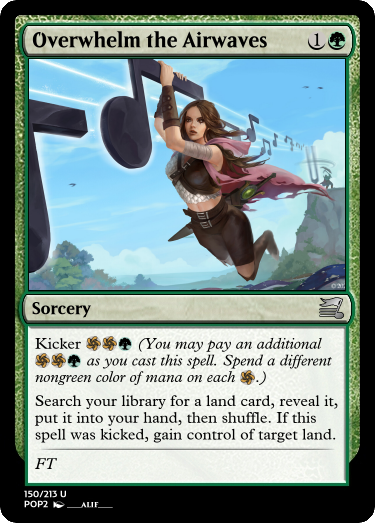 Overwhelm the Airwaves 1
Sorcery
Kicker (You may pay an additional
as you cast this spell. Spend a different
nongreen color of mana on each .)
Search your library for a land card, reveal it,
put it into your hand, then shuffle. If this
spell was kicked, gain control of target land.
FT
150/213 U
POP2 ___ALIF___